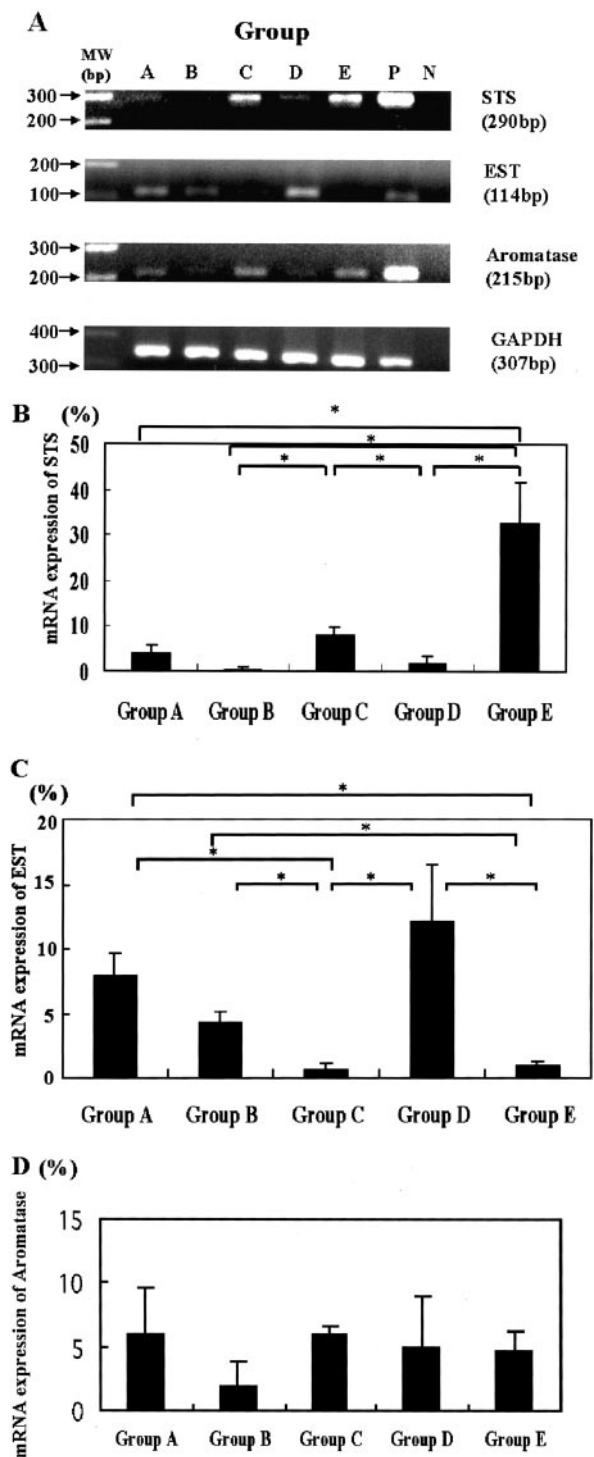 A
Group
MW
(bp)
A B C D E P N
300
200
STS
(290bp)
200
100
EST
(114bp)
300
200
Aromatase
(215bp)
400
300
GAPDH
(307bp)
B (%)
mRNA expression of STS
50
40
30
20
10
0
*
*
* * *
Group A Group B Group C Group D Group E
C
(%)
mRNA expression of EST
20
15
10
5
0
*
*
*
* * *
Group A Group B Group C Group D Group E
D (%)
mRNA expression of Aromatase
15
10
5
0
Group A Group B Group C Group D Group E